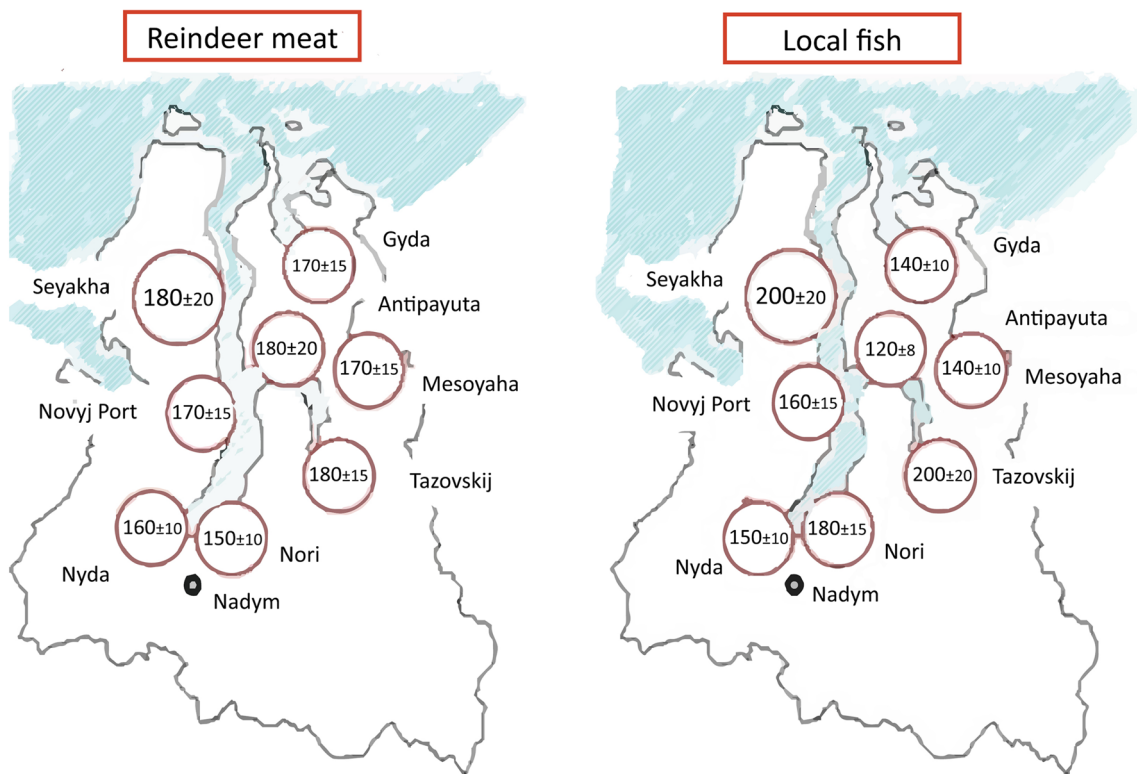 Reindeer meat
Gyda
170±15
Seyakha
180±20
Antipayuta
180±20
170±15
Mesoyaha
Novyj Port
170±15
180±15
Tazovskij
160±10
150±10
Nori
Nyda
Nadym
Local fish
Gyda
140±10
Seyakha
200±20
Antipayuta
120±8
140±10
Mesoyaha
Novyj Port
160±15
200±20
Tazovskij
150±10
180±15
Nori
Nyda
Nadym